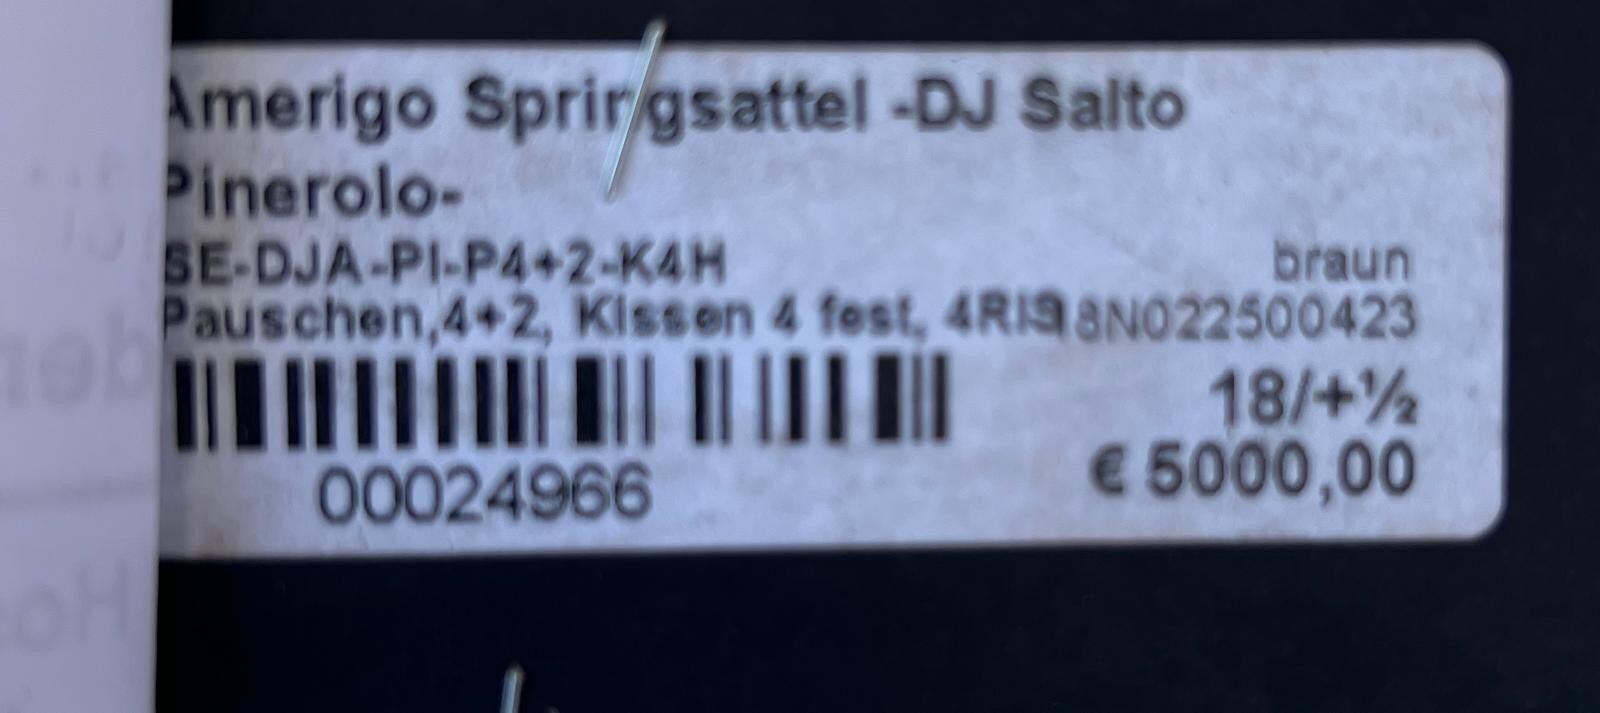 Amerigo Springsattel -DJ Salto
Pinerolo-
SE-DJA-PI-P4+2-K4H
braun
Pauschen,4+2, Kissen 4 fest, 4RI
8N022500423
18/+½
€ 5000,00
00024966